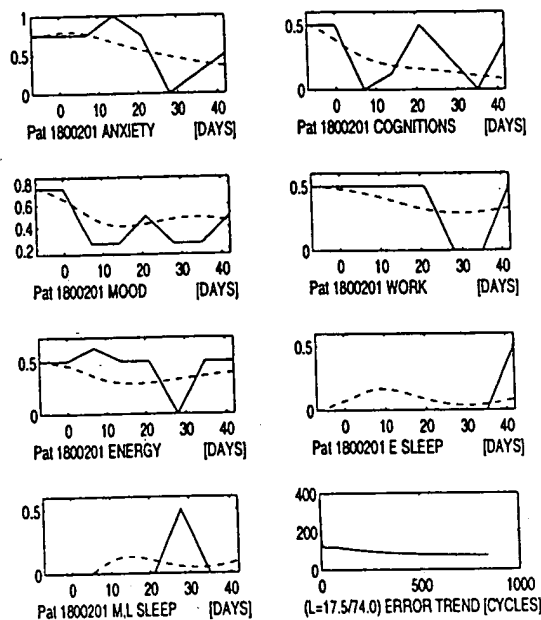 1
0.5
0
0 10 20 30 40
Pat 1800201 ANXIETY [DAYS]
0.5
0
0 10 20 30 40
Pat 1800201 COGNITIONS [DAYS]
0.8
0.6
0.4
0.2
0 10 20 30 40
Pat 1800201 MOOD [DAYS]
0.5
0
0 10 20 30 40
Pat 1800201 WORK [DAYS]
0.5
0
0 10 20 30 40
Pat 1800201 ENERGY [DAYS]
0.5
0
0 10 20 30 40
Pat 1800201 E SLEEP [DAYS]
0.5
0
0 10 20 30 40
Pat 1800201 M,L SLEEP [DAYS]
400
200
0
0 500 1000
(L=17.5/74.0) ERROR TREND [CYCLES]